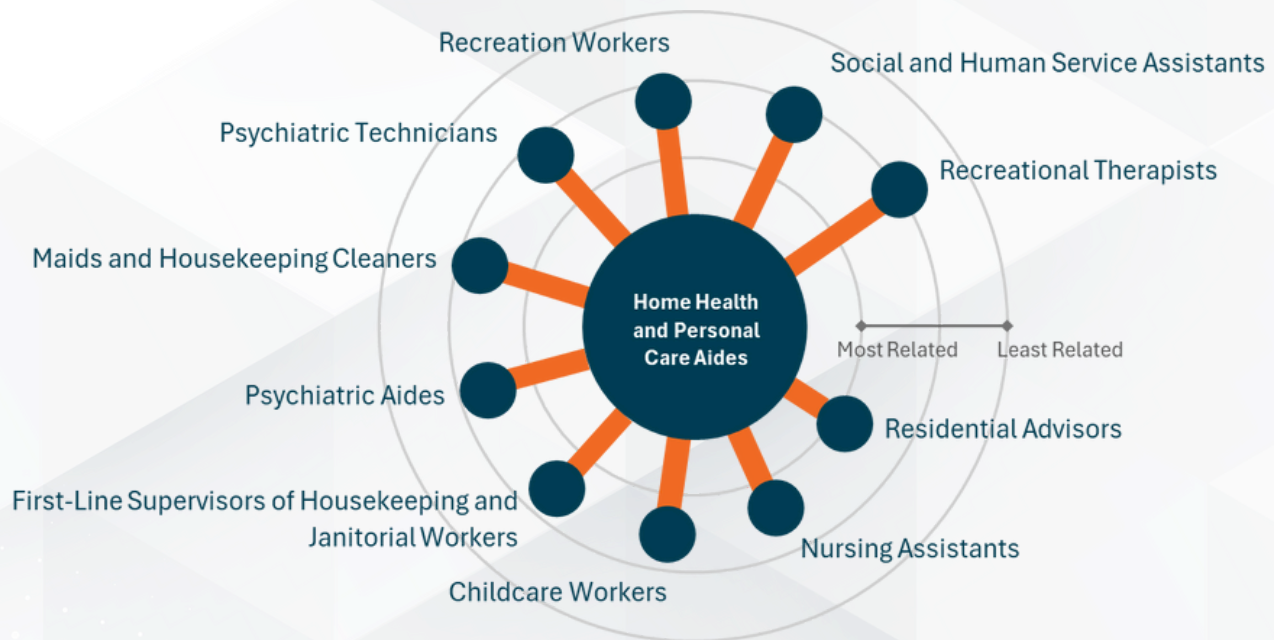 Recreation Workers
Social and Human Service Assistants
Psychiatric Technicians
Recreational Therapists
Maids and Housekeeping Cleaners
Home Health
and Personal
Care Aides
Most Related
Least Related
Psychiatric Aides
Residential Advisors
First-Line Supervisors of Housekeeping and
Janitorial Workers
Nursing Assistants
Childcare Workers